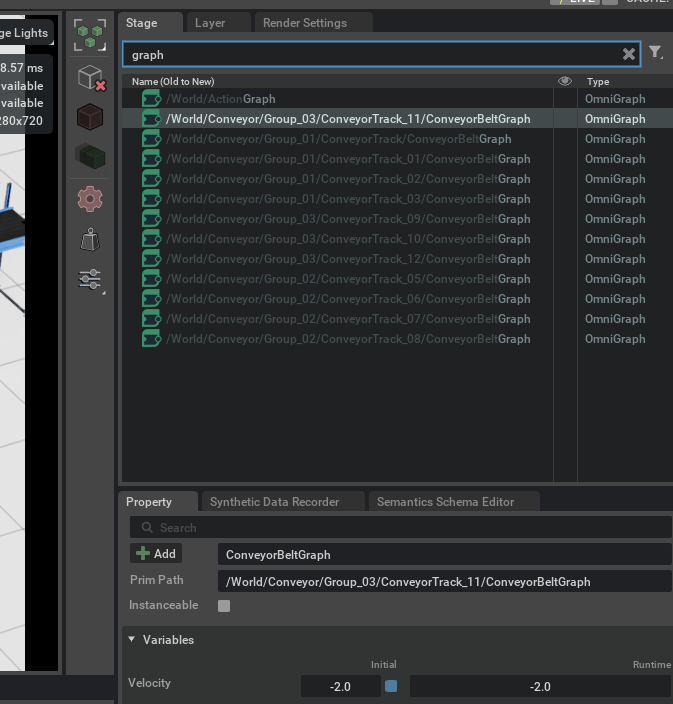 LIVE
CACHE:
Stage
Layer
Render Settings
ge Lights
graph
8.57 ms
vailable
vailable
280x720
Name (Old to New)
Type
/World/ActionGraph
OmniGraph
/World/Conveyor/Group_03/ConveyorTrack_11/ConveyorBeltGraph
OmniGraph
/World/Conveyor/Group_01/ConveyorTrack/ConveyorBeltGraph
OmniGraph
/World/Conveyor/Group_01/ConveyorTrack_01/ConveyorBeltGraph
OmniGraph
/World/Conveyor/Group_01/ConveyorTrack_02/ConveyorBeltGraph
OmniGraph
/World/Conveyor/Group_01/ConveyorTrack_03/ConveyorBeltGraph
OmniGraph
/World/Conveyor/Group_03/ConveyorTrack_09/ConveyorBeltGraph
OmniGraph
/World/Conveyor/Group_03/ConveyorTrack_10/ConveyorBeltGraph
OmniGraph
/World/Conveyor/Group_03/ConveyorTrack_12/ConveyorBeltGraph
OmniGraph
/World/Conveyor/Group_02/ConveyorTrack_05/ConveyorBeltGraph
OmniGraph
/World/Conveyor/Group_02/ConveyorTrack_06/ConveyorBeltGraph
OmniGraph
/World/Conveyor/Group_02/ConveyorTrack_07/ConveyorBeltGraph
OmniGraph
/World/Conveyor/Group_02/ConveyorTrack_08/ConveyorBeltGraph
OmniGraph
Property
Synthetic Data Recorder
Semantics Schema Editor
Search
Add
ConveyorBeltGraph
Prim Path
/World/Conveyor/Group_03/ConveyorTrack_11/ConveyorBeltGraph
Instanceable
Variables
Initial
Runtime
Velocity
-2.0
-2.0